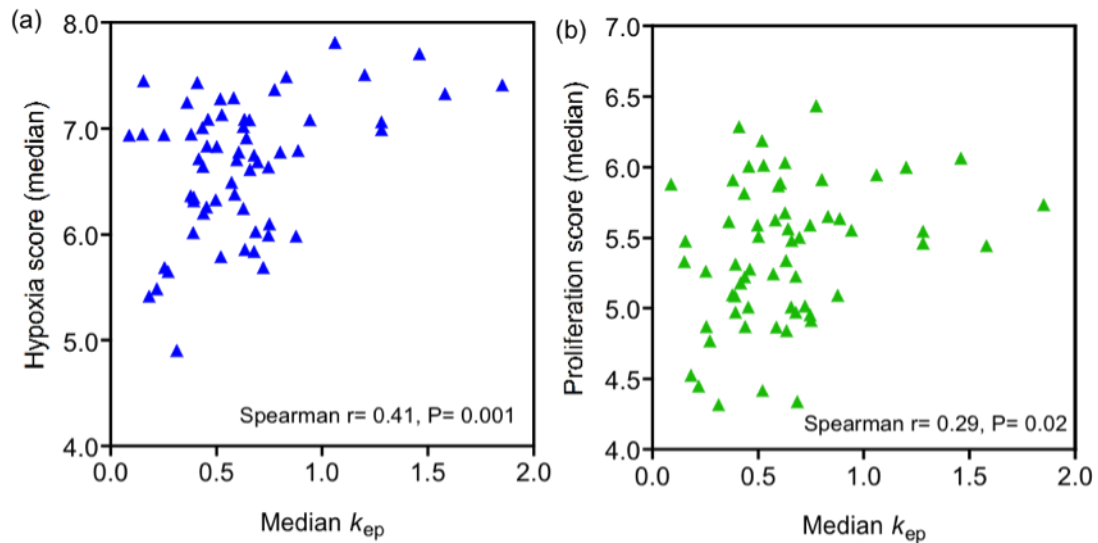 (a)
8.0
7.0
6.0
5.0
4.0
Hypoxia score (median)
Spearman r= 0.41, P= 0.001
0.0 0.5 1.0 1.5 2.0
Median kep
(b)
7.0
6.5
6.0
5.5
5.0
4.5
4.0
Proliferation score (median)
Spearman r= 0.29, P= 0.02
0.0 0.5 1.0 1.5 2.0
Median kep